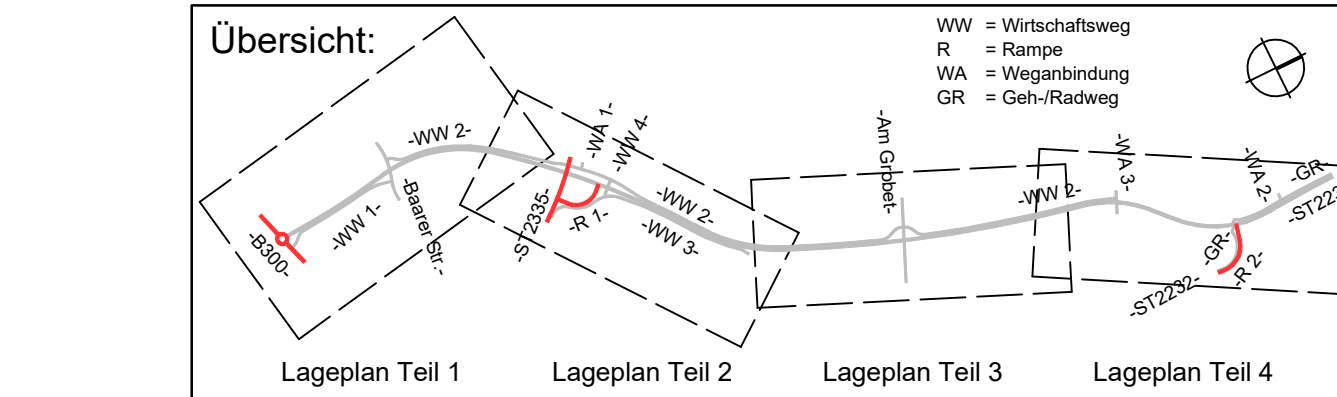 Übersicht:
WW = Wirtschaftsweg
R = Rampe
WA = Weganbindung
GR = Geh-/Radweg
-B300-
-WW 1-
-Baarer Str.-
-WW 2-
-ST2335-
-R 1-
-WA 1-
-WW 4-
-WW 2-
-WW 3-
-Am Grobbet-
-WW 2-
-WA 3-
-ST2232-
-GR-
-R 2-
-WA 2-
-GR-
-ST223
Lageplan Teil 1
Lageplan Teil 2
Lageplan Teil 3
Lageplan Teil 4